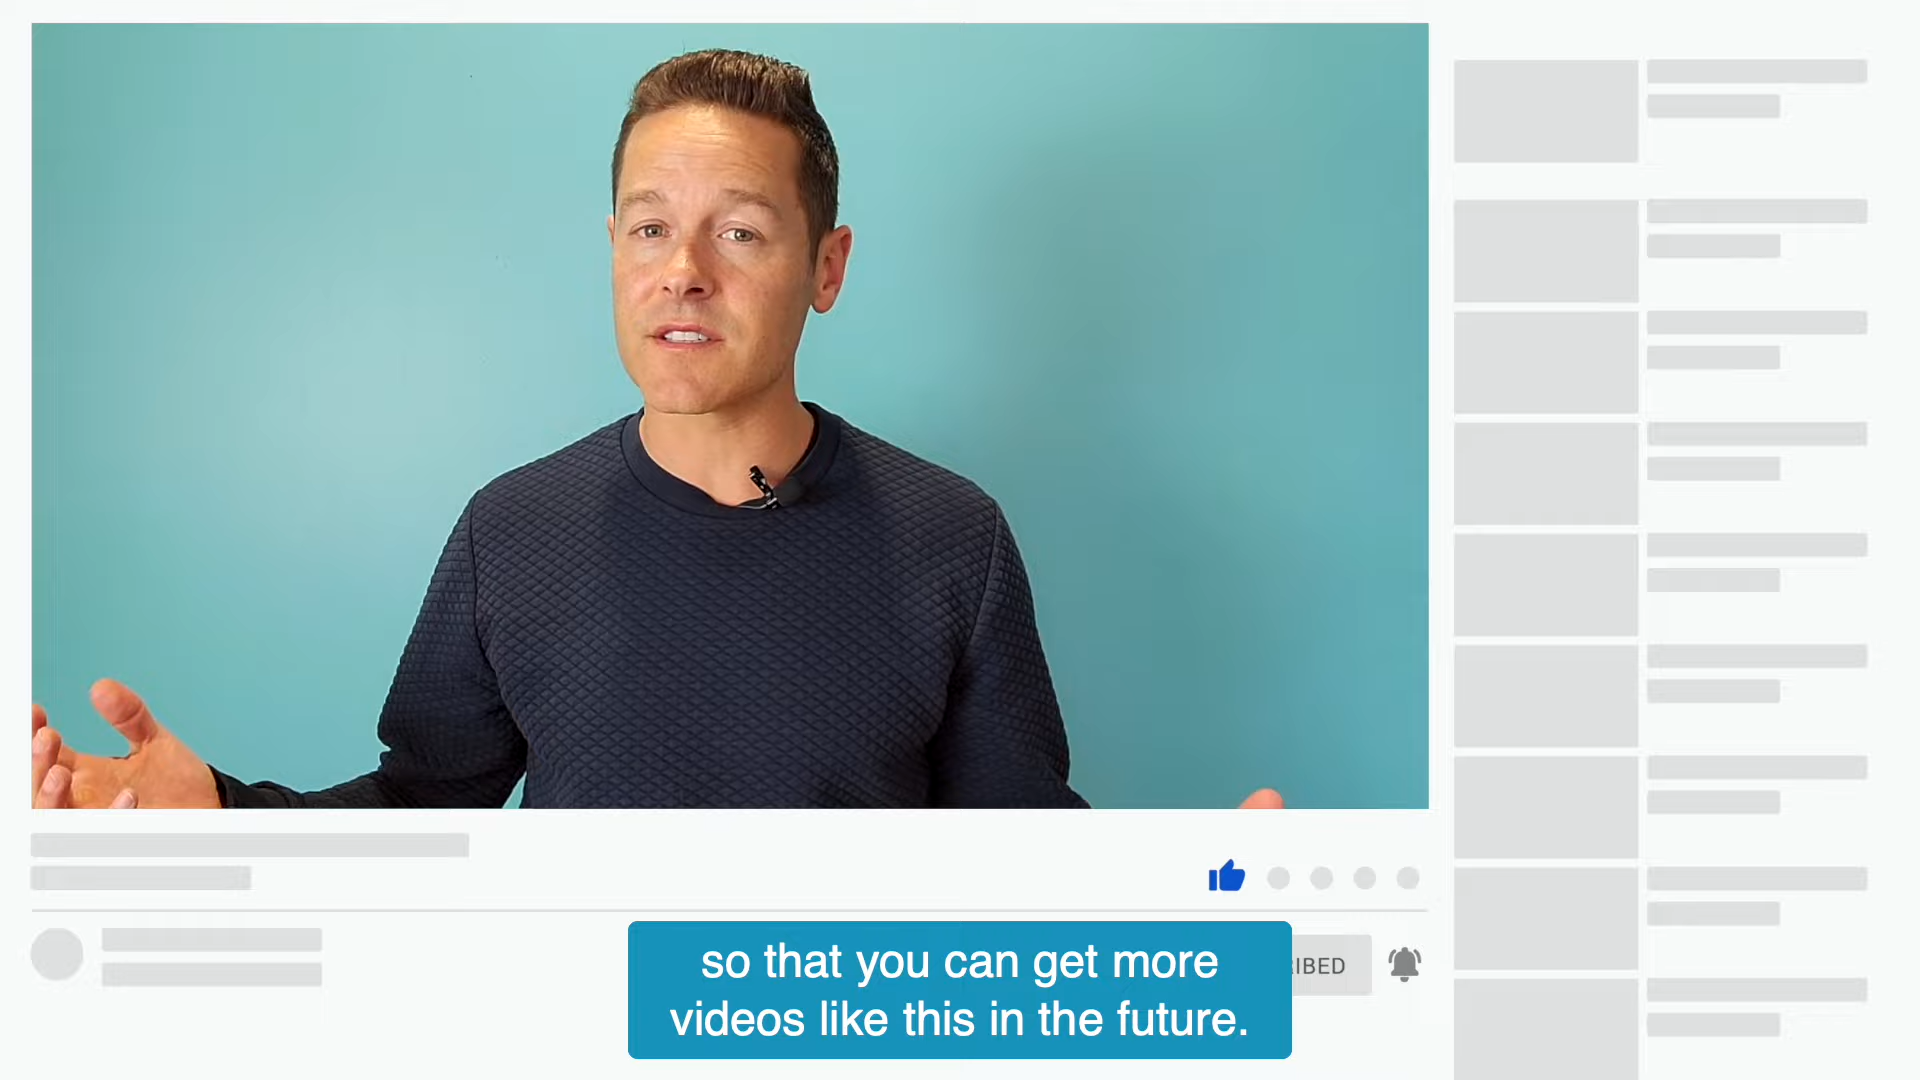 IBED
so that you can get more
videos like this in the future.